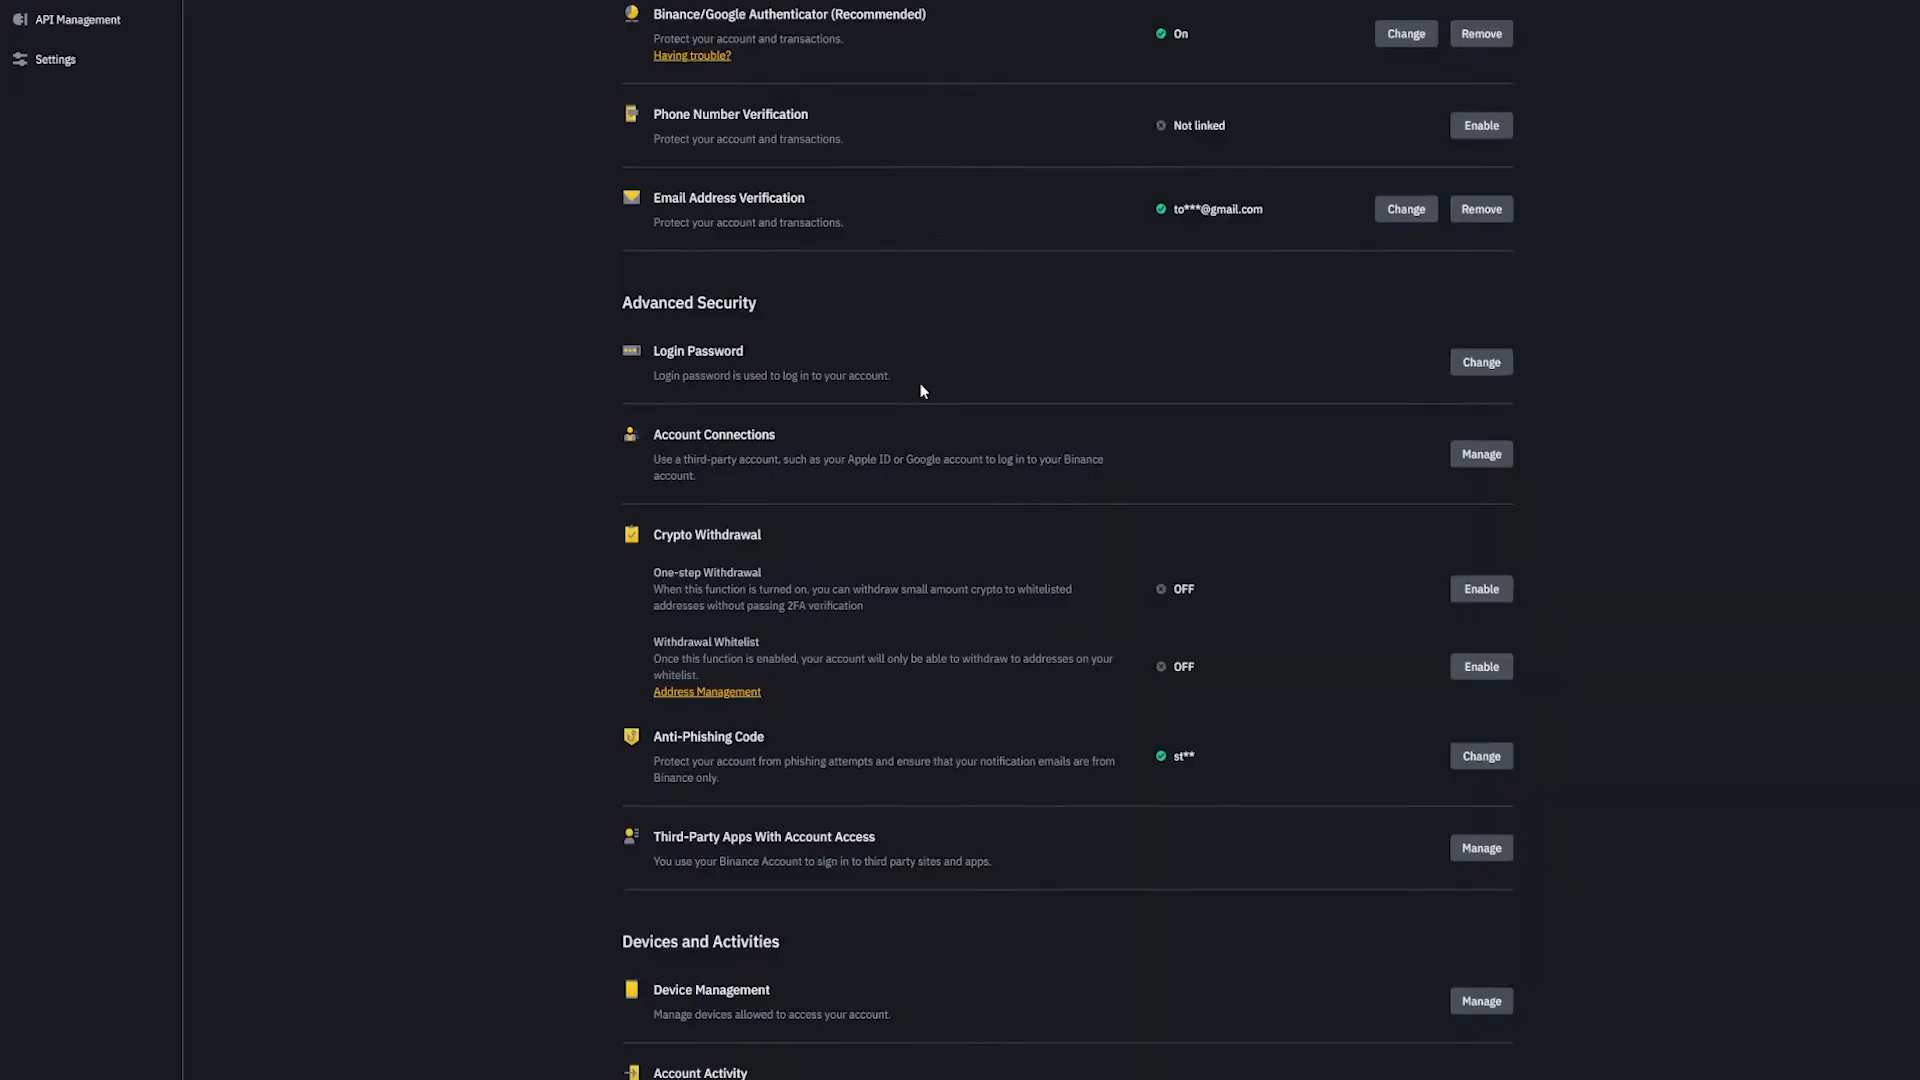 API Management
Settings
Binance/Google Authenticator (Recommended)
Protect your account and transactions.
Having trouble?
On
Change
Remove
Phone Number Verification
Protect your account and transactions.
Not linked
Enable
Email Address Verification
Protect your account and transactions.
to***@gmail.com
Change
Remove
Advanced Security
Login Password
Login password is used to log in to your account.
Change
Account Connections
Use a third-party account, such as your Apple ID or Google account to log in to your Binance
account.
Manage
Crypto Withdrawal
One-step Withdrawal
When this function is turned on, you can withdraw small amount crypto to whitelisted
addresses without passing 2FA verification
OFF
Enable
Withdrawal Whitelist
Once this function is enabled, your account will only be able to withdraw to addresses on your
whitelist.
Address Management
OFF
Enable
Anti-Phishing Code
Protect your account from phishing attempts and ensure that your notification emails are from
Binance only.
st**
Change
Third-Party Apps With Account Access
You use your Binance Account to sign in to third party sites and apps.
Manage
Devices and Activities
Device Management
Manage devices allowed to access your account.
Manage
Account Activity